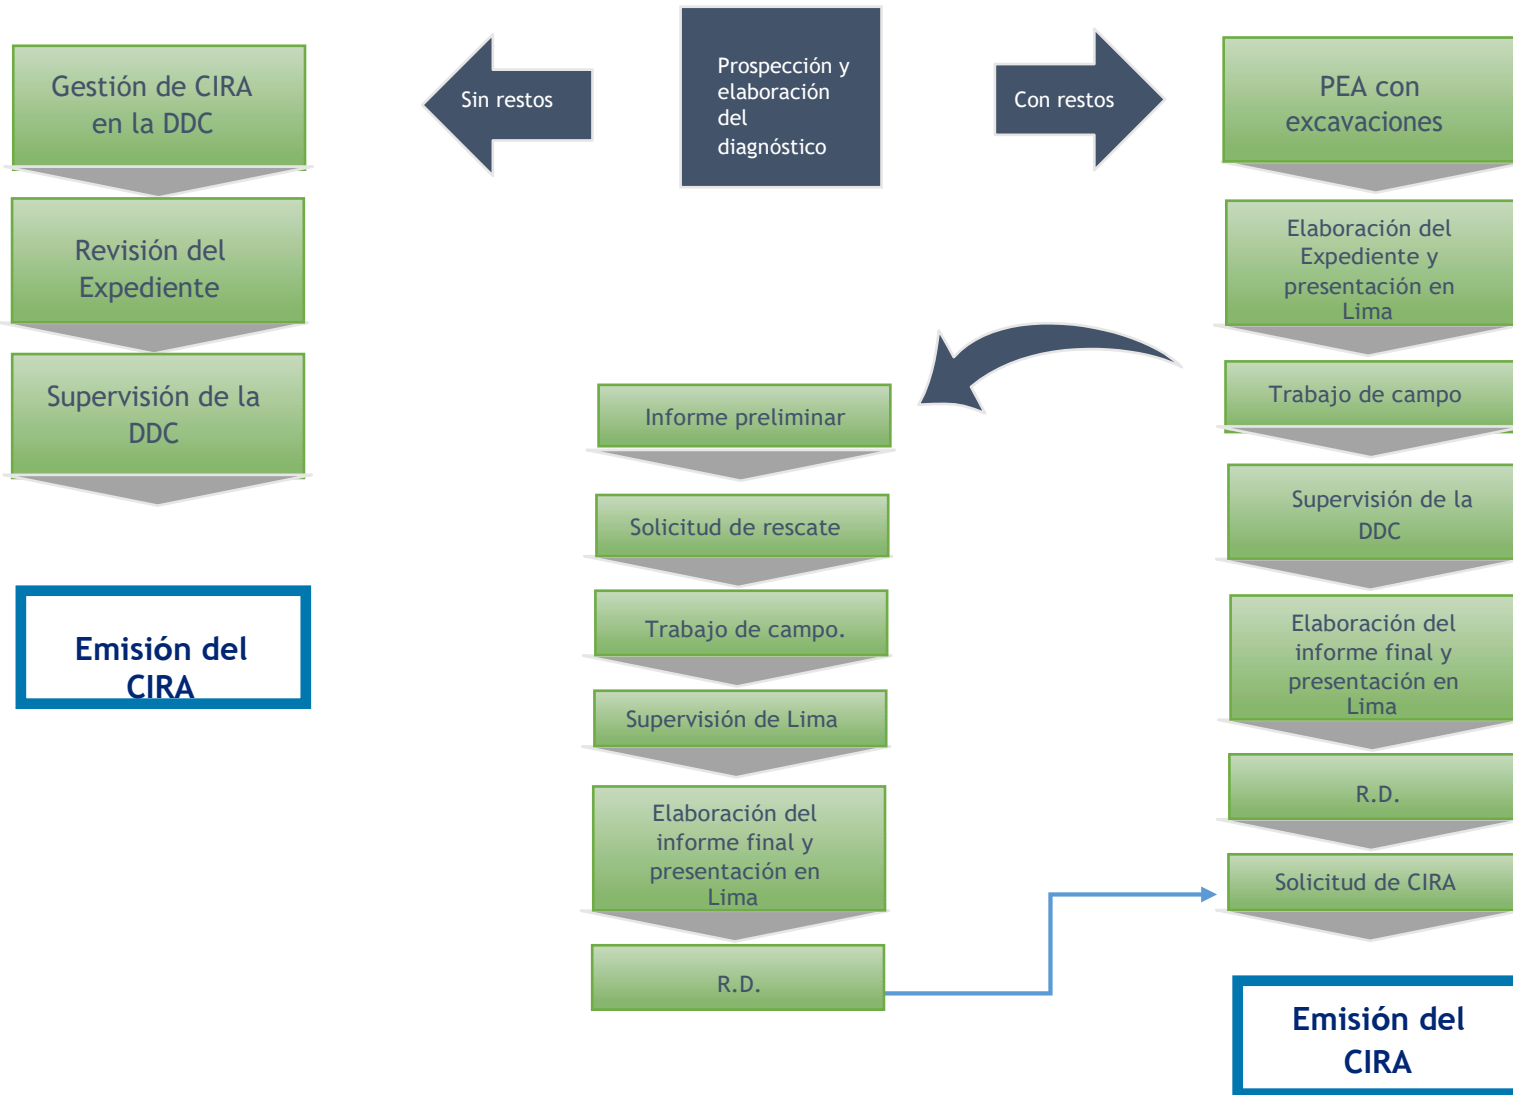 Gestión de CIRA
en la DDC
Revisión del
Expediente
Supervisión de la
DDC
Emisión del
CIRA
Sin restos
Prospección y
elaboración
del
diagnóstico
Con restos
Informe preliminar
Solicitud de rescate
Trabajo de campo.
Supervisión de Lima
Elaboración del
informe final y
presentación en
Lima
R.D.
PEA con
excavaciones
Elaboración del
Expediente y
presentación en
Lima
Trabajo de campo
Supervisión de la
DDC
Elaboración del
informe final y
presentación en
Lima
R.D.
Solicitud de CIRA
Emisión del
CIRA